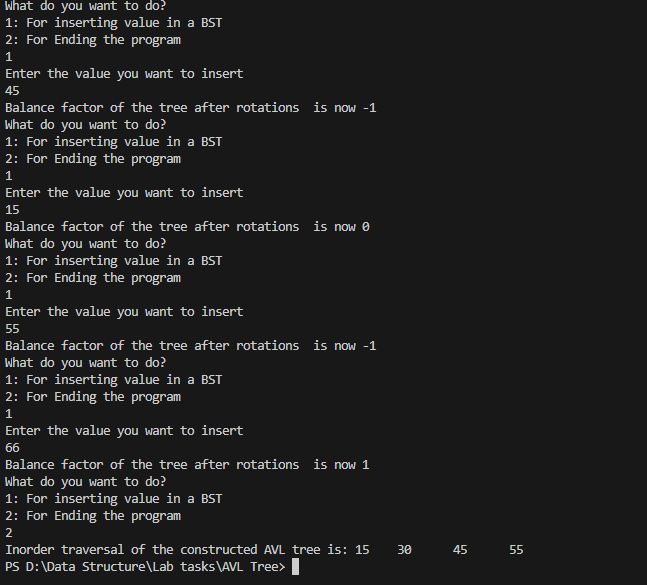 What do you want to do?
1: For inserting value in a BST
2: For Ending the program
1
Enter the value you want to insert
45
Balance factor of the tree after rotations  is now -1
What do you want to do?
1: For inserting value in a BST
2: For Ending the program
1
Enter the value you want to insert
15
Balance factor of the tree after rotations  is now 0
What do you want to do?
1: For inserting value in a BST
2: For Ending the program
1
Enter the value you want to insert
55
Balance factor of the tree after rotations  is now -1
What do you want to do?
1: For inserting value in a BST
2: For Ending the program
1
Enter the value you want to insert
66
Balance factor of the tree after rotations  is now 1
What do you want to do?
1: For inserting value in a BST
2: For Ending the program
2
Inorder traversal of the constructed AVL tree is: 15    30      45      55
PS D:\Data Structure\Lab tasks\AVL Tree>